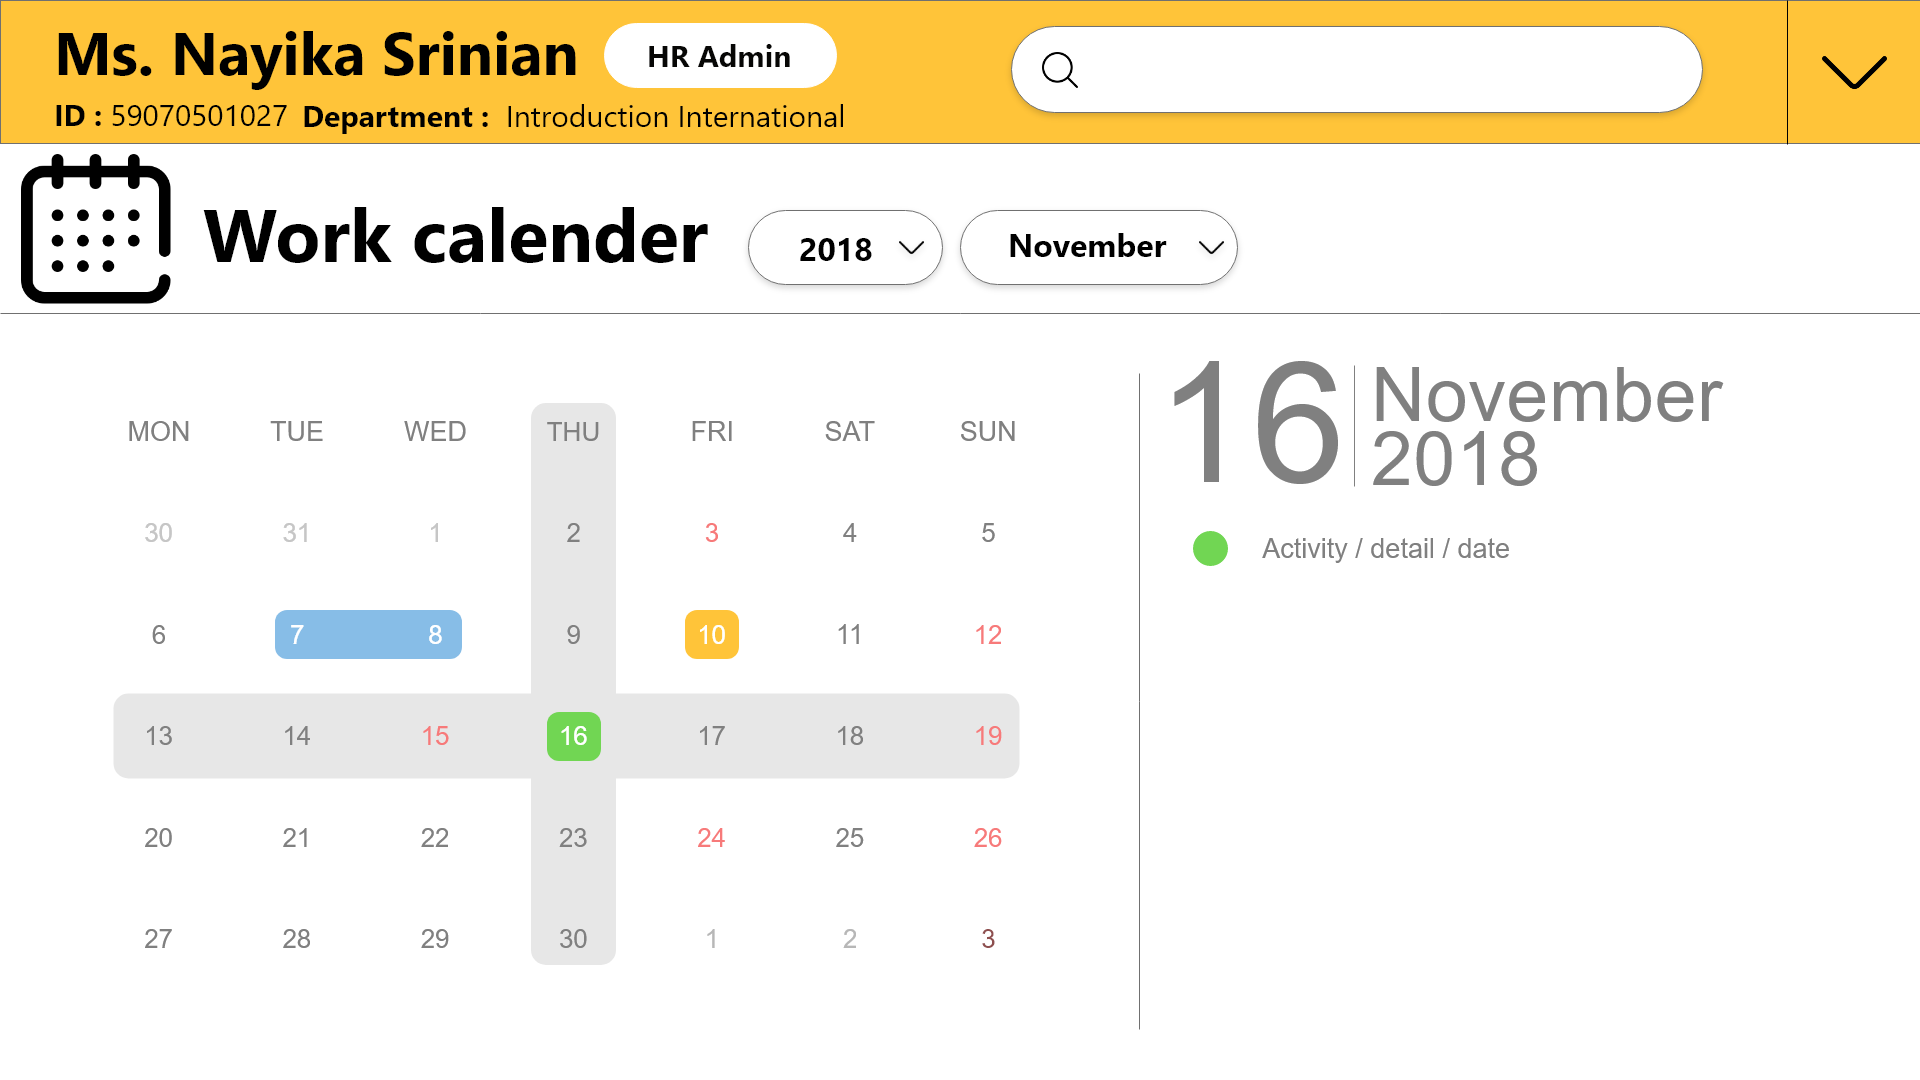 Ms. Nayika Srinian HR Admin
ID : 59070501027 Department : Introduction International
Work calender 2018 November
16 November
2018
Activity / detail / date
MON TUE WED THU FRI SAT SUN
30 31 1 2 3 4 5
6 7 8 9 10 11 12
13 14 15 16 17 18 19
20 21 22 23 24 25 26
27 28 29 30 1 2 3